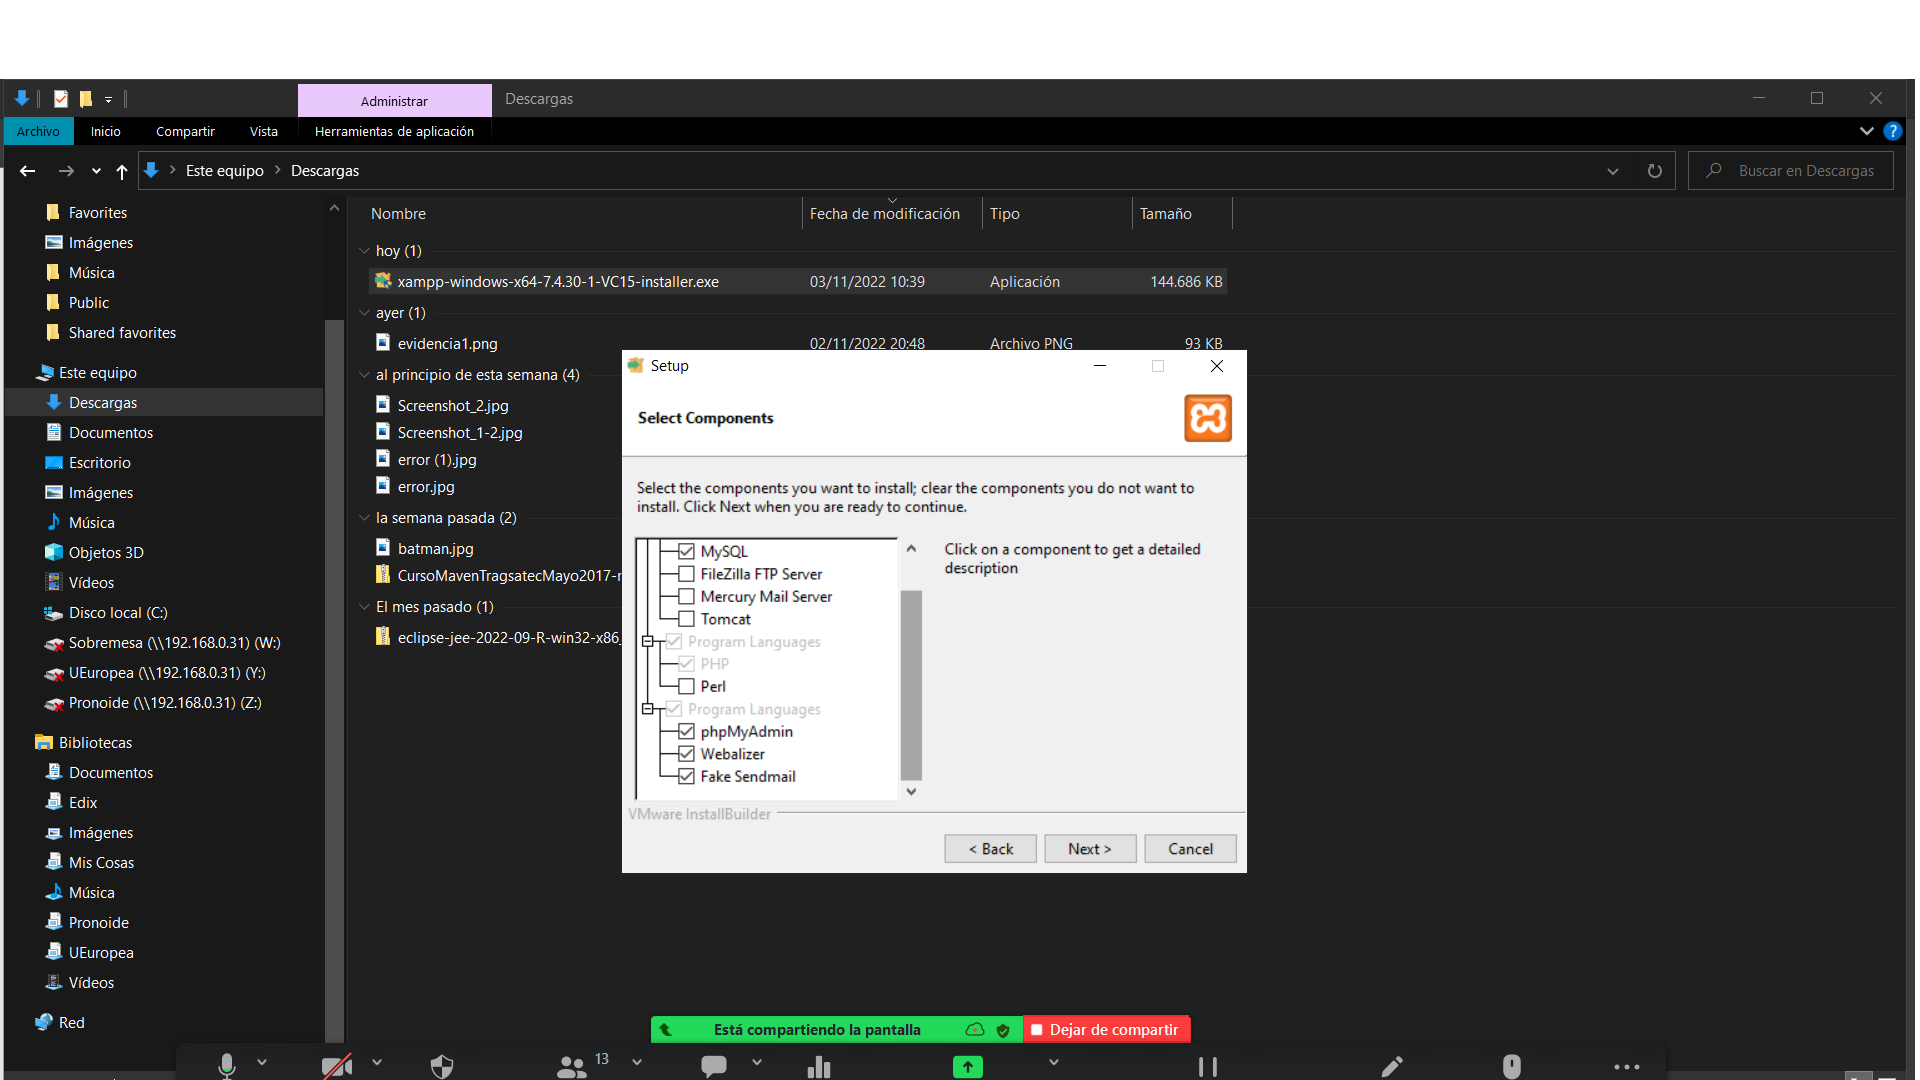 Administrar
Descargas
Archivo
Inicio
Compartir
Vista
Herramientas de aplicación
?
Este equipo
Descargas
Buscar en Descargas
Favorites
Imágenes
Música
Public
Shared favorites
Este equipo
Descargas
Documentos
Escritorio
Imágenes
Música
Objetos 3D
Vídeos
Disco local (C:)
Sobremesa (\\192.168.0.31) (W:)
UEuropea (\\192.168.0.31) (Y:)
Pronoide (\\192.168.0.31) (Z:)
Bibliotecas
Documentos
Edix
Imágenes
Mis Cosas
Música
Pronoide
UEuropea
Vídeos
Red
Nombre
Fecha de modificación
Tipo
Tamaño
hoy (1)
xampp-windows-x64-7.4.30-1-VC15-installer.exe
03/11/2022 10:39
Aplicación
144.686 KB
ayer (1)
evidencia1.png
02/11/2022 20:48
Archivo PNG
93 KB
al principio de esta semana (4)
Screenshot_2.jpg
Screenshot_1-2.jpg
error (1).jpg
error.jpg
la semana pasada (2)
batman.jpg
CursoMavenTragsatecMayo2017-
El mes pasado (1)
eclipse-jee-2022-09-R-win32-x86_
Setup
Select Components
Select the components you want to install; clear the components you do not want to
install. Click Next when you are ready to continue.
MySQL
FileZilla FTP Server
Mercury Mail Server
Tomcat
Program Languages
PHP
Perl
Program Languages
phpMyAdmin
Webalizer
Fake Sendmail
Click on a component to get a detailed
description
VMware InstallBuilder
< Back
Next >
Cancel
Está compartiendo la pantalla
Dejar de compartir
13